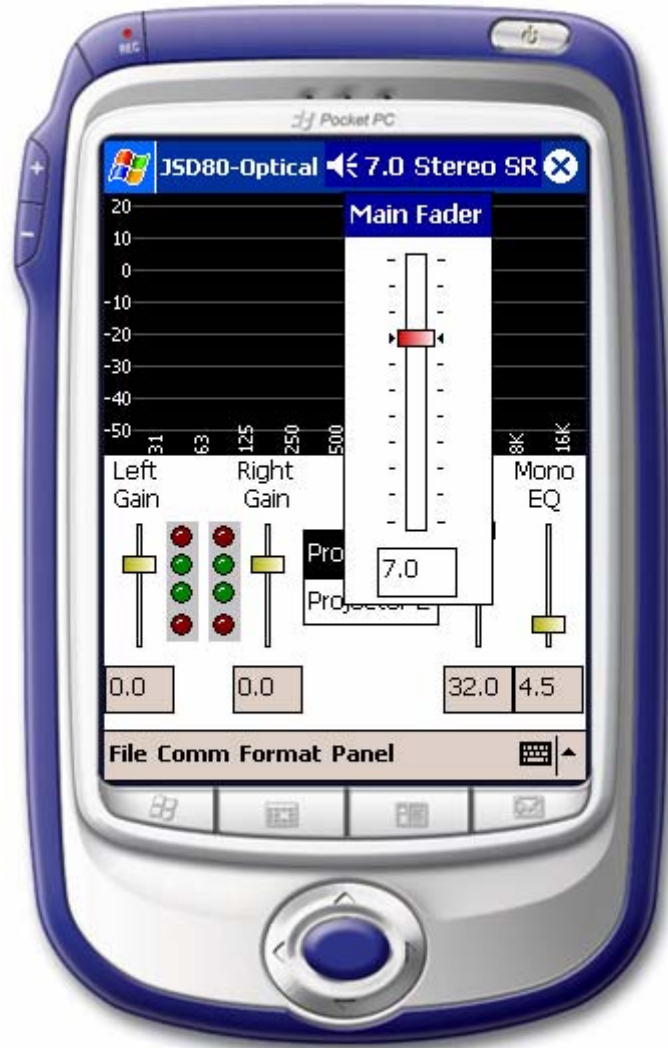 REC
Pocket PC
JSD80-Optical 7.0 Stereo SR
20
Main Fader
10
0
-10
-20
-30
-40
-50
31 63 125 250 500 8K 16K
Left Gain
Right Gain
Mono EQ
Pro
7.0
0.0 0.0 32.0 4.5
File Comm Format Panel